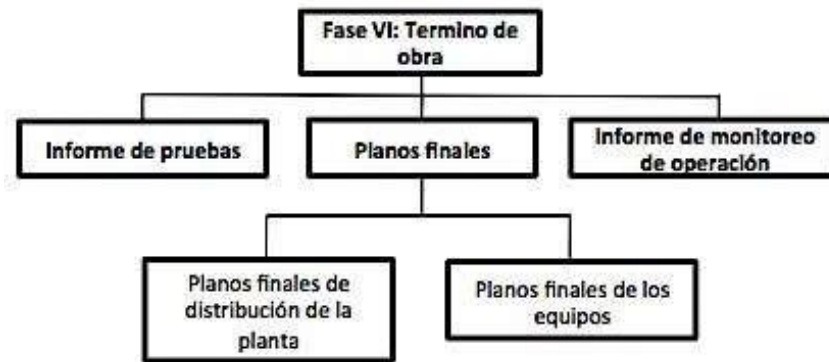 Fase VI: Termino de
obra
Informe de pruebas
Planos finales
Informe de monitoreo
de operación
Planos finales de
distribución de la
planta
Planos finales de los
equipos